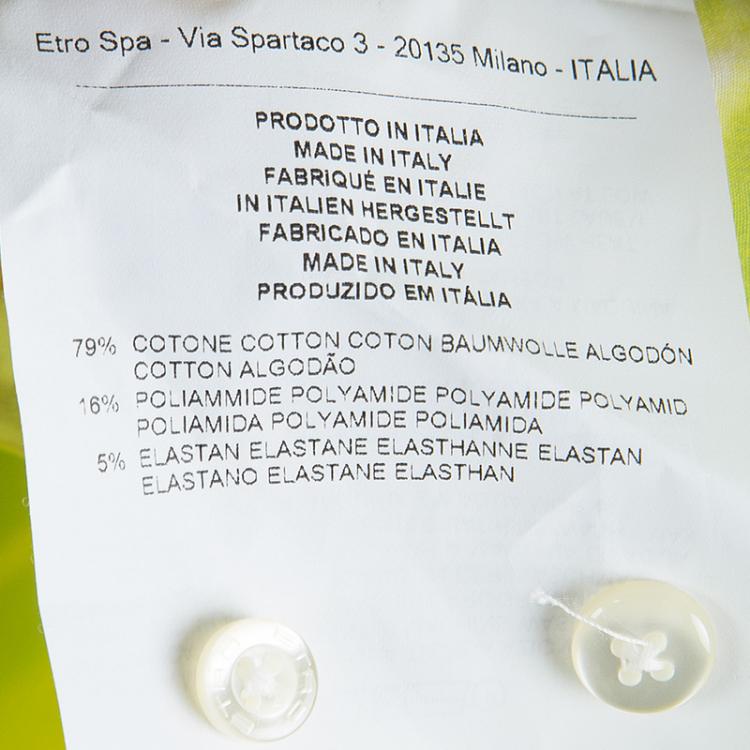 Etro Spa - Via Spartaco 3 - 20135 Milano - ITALIA
PRODOTTO IN ITALIA
MADE IN ITALY
FABRIQUÉ EN ITALIE
IN ITALIEN HERGESTELLT
FABRICADO EN ITALIA
MADE IN ITALY
PRODUZIDO EM ITÁLIA
79% COTONE COTTON COTON BAUMWOLLE ALGODÓN
COTTON ALGODÃO
16% POLIAMMIDE POLYAMIDE POLYAMIDE POLYAMID
POLIAMIDA POLYAMIDE POLIAMIDA
5% ELASTAN ELASTANE ELASTHANNE ELASTAN
ELASTANO ELASTANE ELASTHAN